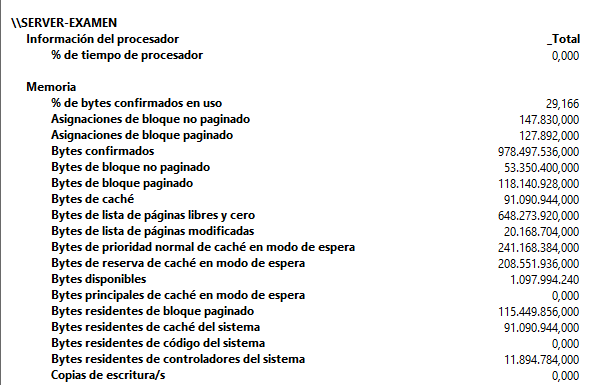 \\SERVER-EXAMEN
Información del procesador _Total
% de tiempo de procesador 0,000
Memoria
% de bytes confirmados en uso 29,166
Asignaciones de bloque no paginado 147.830,000
Asignaciones de bloque paginado 127.892,000
Bytes confirmados 978.497.536,000
Bytes de bloque no paginado 53.350.400,000
Bytes de bloque paginado 118.140.928,000
Bytes de caché 91.090.944,000
Bytes de lista de páginas libres y cero 648.273.920,000
Bytes de lista de páginas modificadas 20.168.704,000
Bytes de prioridad normal de caché en modo de espera 241.168.384,000
Bytes de reserva de caché en modo de espera 208.551.936,000
Bytes disponibles 1.097.994.240
Bytes principales de caché en modo de espera 0,000
Bytes residentes de bloque paginado 115.449.856,000
Bytes residentes de caché del sistema 91.090.944,000
Bytes residentes de código del sistema 0,000
Bytes residentes de controladores del sistema 11.894.784,000
Copias de escritura/s 0,000